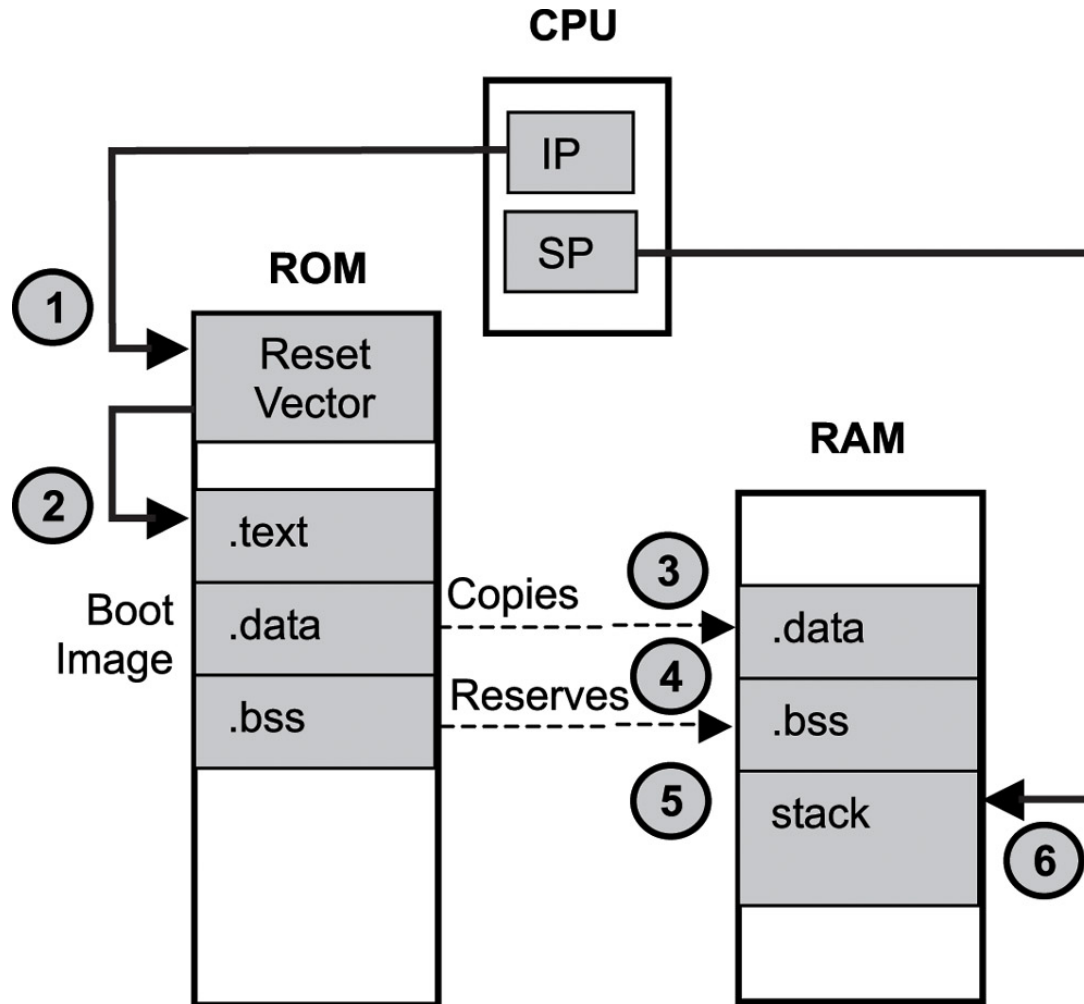 CPU
IP
SP
ROM
1
Reset
Vector
2
RAM
.text
3
Copies
Boot
Image
.data
.data
4
Reserves
.bss
.bss
5
stack
6